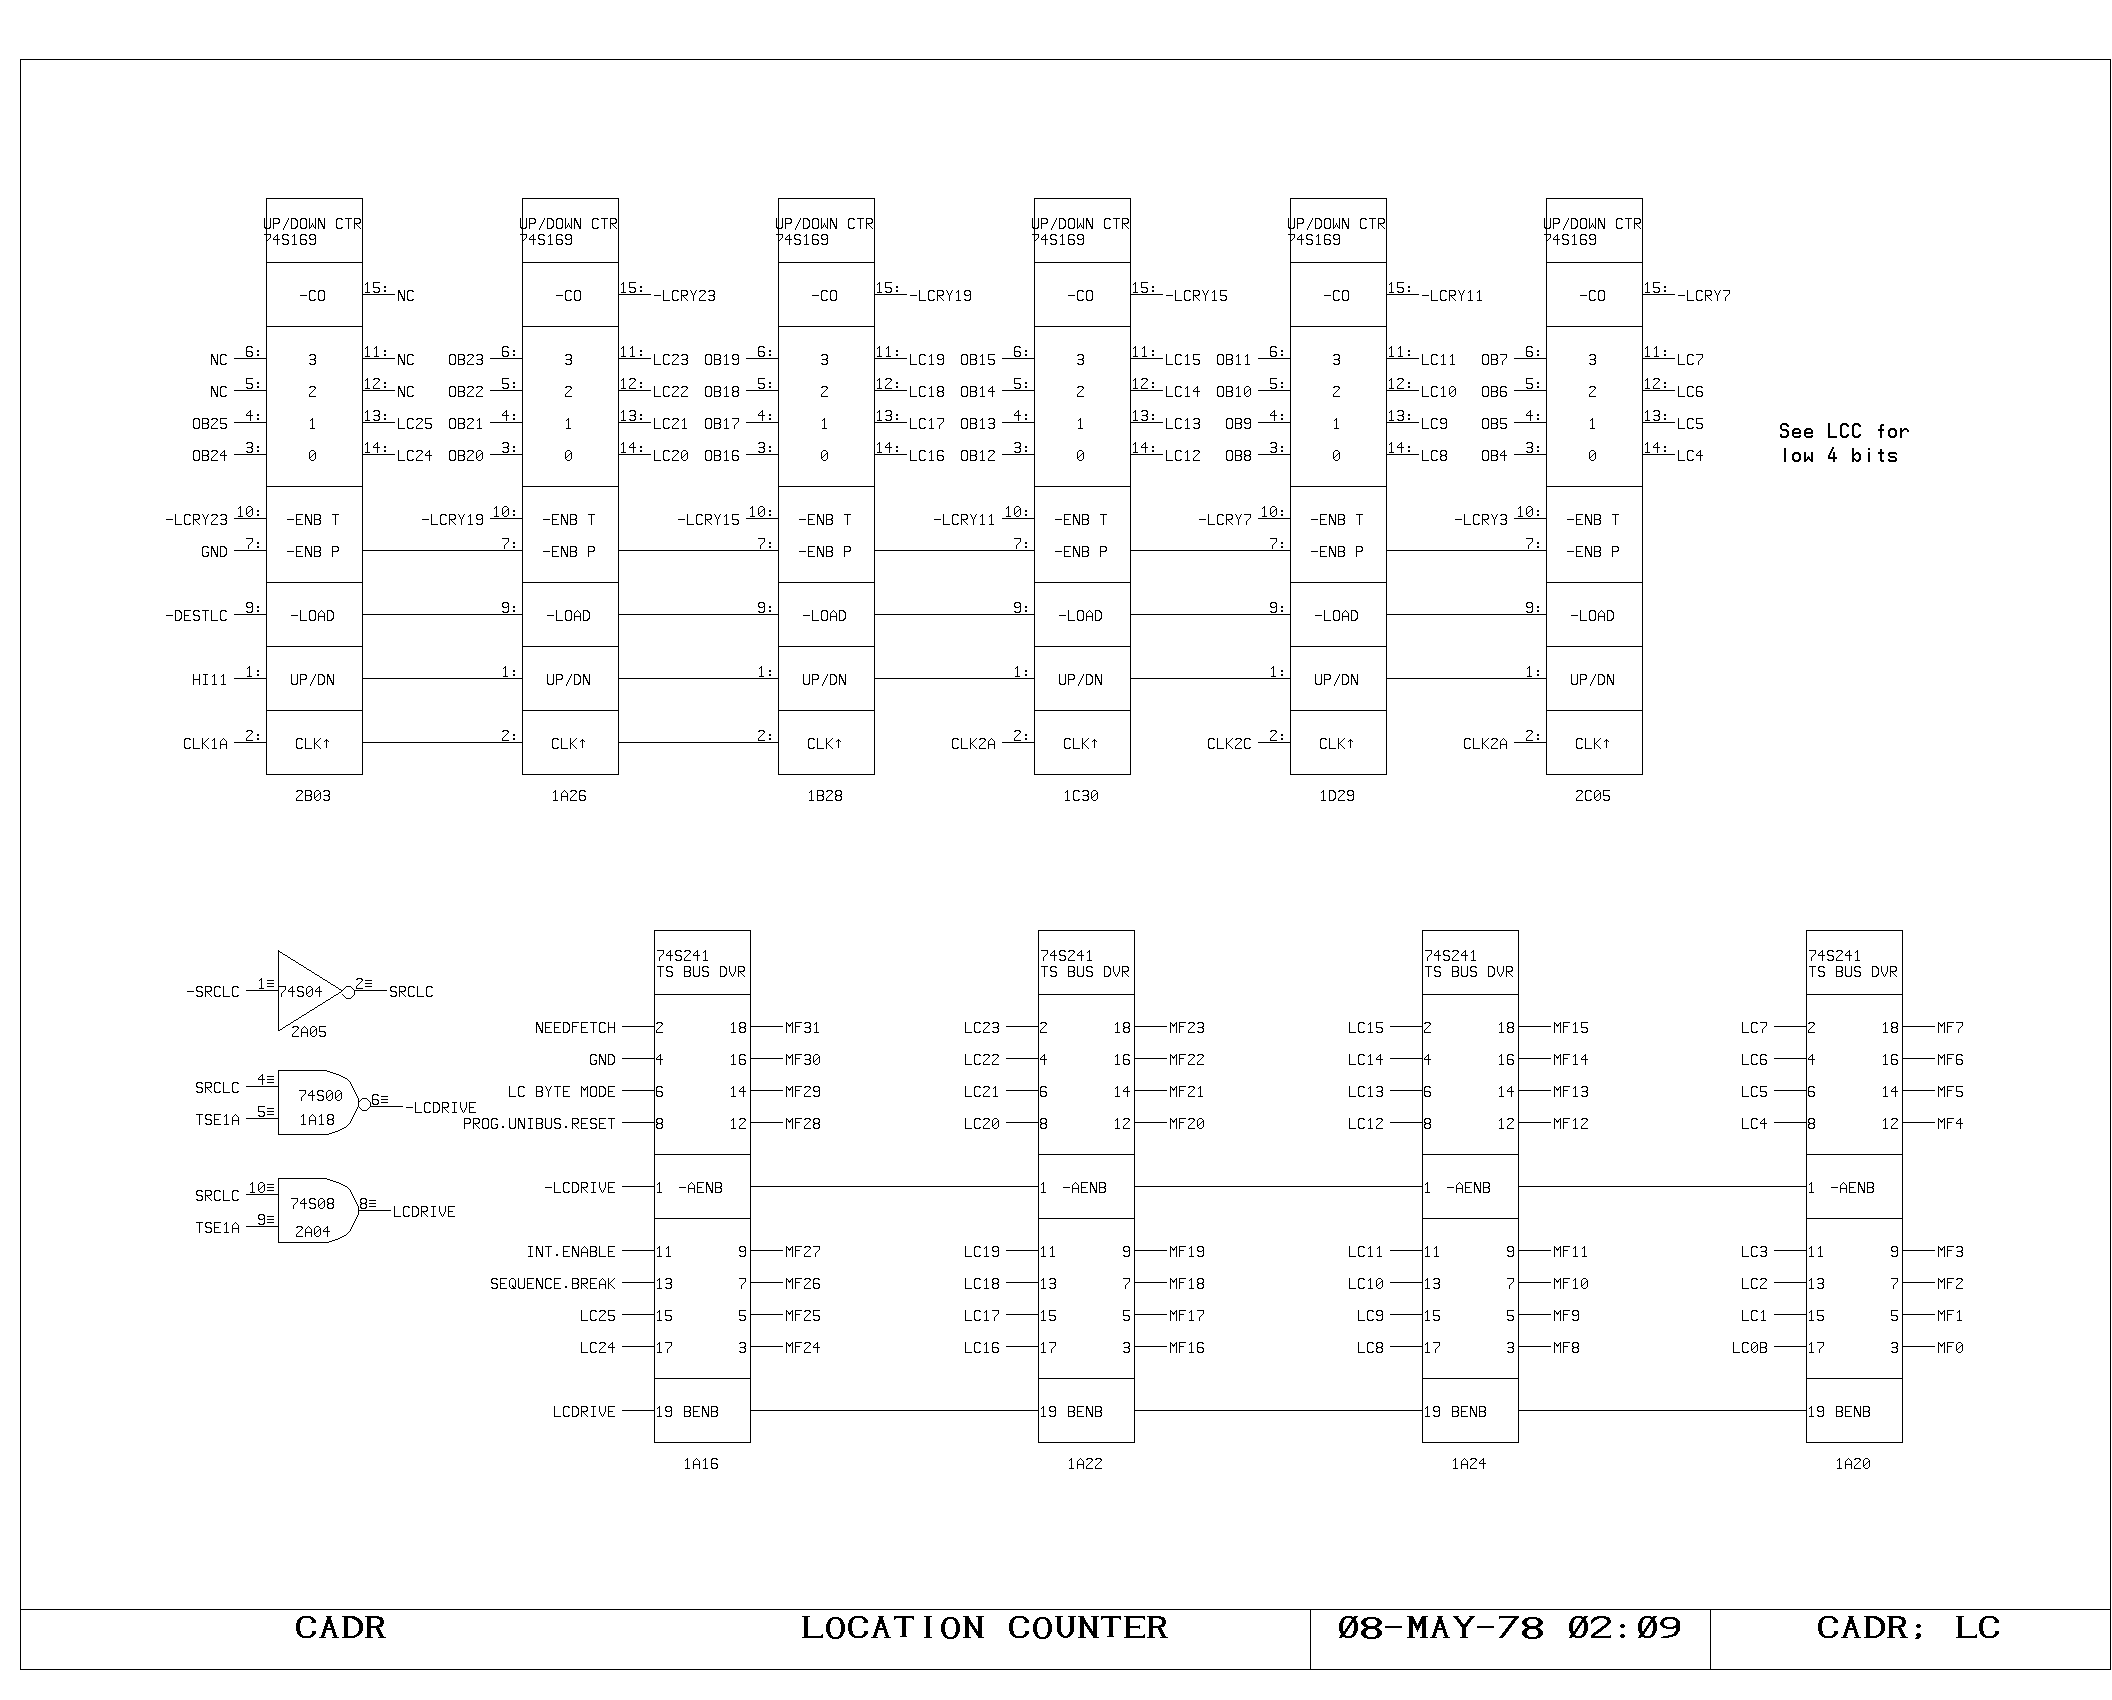 UP/DOWN CTR UP/DOWN CTR UP/DOWN CTR UP/DOWN CTR UP/DOWN CTR UP/DOWN CTR
74S169 74S169 74S169 74S169 74S169 74S169
-CO 15: NC -CO 15: -LCRY23 -CO 15: -LCRY19 -CO 15: -LCRY15 -CO 15: -LCRY11 -CO 15: -LCRY7
NC 6: 3 11: NC OB23 6: 3 11: LC23 OB19 6: 3 11: LC19 OB15 6: 3 11: LC15 OB11 6: 3 11: LC11 OB7 6: 3 11: LC7
NC 5: 2 12: NC OB22 5: 2 12: LC22 OB18 5: 2 12: LC18 OB14 5: 2 12: LC14 OB10 5: 2 12: LC10 OB6 5: 2 12: LC6
OB25 4: 1 13: LC25 OB21 4: 1 13: LC21 OB17 4: 1 13: LC17 OB13 4: 1 13: LC13 OB9 4: 1 13: LC9 OB5 4: 1 13: LC5
OB24 3: 0 14: LC24 OB20 3: 0 14: LC20 OB16 3: 0 14: LC16 OB12 3: 0 14: LC12 OB8 3: 0 14: LC8 OB4 3: 0 14: LC4
See LCC for
low 4 bits
-LCRY23 10: -ENB T -LCRY19 10: -ENB T -LCRY15 10: -ENB T -LCRY11 10: -ENB T -LCRY7 10: -ENB T -LCRY3 10: -ENB T
GND 7: -ENB P 7: -ENB P 7: -ENB P 7: -ENB P 7: -ENB P 7: -ENB P
-DESTLC 9: -LOAD 9: -LOAD 9: -LOAD 9: -LOAD 9: -LOAD 9: -LOAD
HI11 1: UP/DN 1: UP/DN 1: UP/DN 1: UP/DN 1: UP/DN 1: UP/DN
CLK1A 2: CLK↑ 2: CLK↑ 2: CLK↑ CLK2A 2: CLK↑ CLK2C 2: CLK↑ CLK2A 2: CLK↑
2B03 1A26 1B28 1C30 1D29 2C05
-SRCLC 1≡ 74S04 2≡ SRCLC
2A05
SRCLC 4≡ 74S00 6≡ -LCDRIVE
TSE1A 5≡ 1A18
SRCLC 10≡ 74S08 8≡ LCDRIVE
TSE1A 9≡ 2A04
74S241 74S241 74S241 74S241
TS BUS DVR TS BUS DVR TS BUS DVR TS BUS DVR
NEEDFETCH 2 18 MF31 LC23 2 18 MF23 LC15 2 18 MF15 LC7 2 18 MF7
GND 4 16 MF30 LC22 4 16 MF22 LC14 4 16 MF14 LC6 4 16 MF6
LC BYTE MODE 6 14 MF29 LC21 6 14 MF21 LC13 6 14 MF13 LC5 6 14 MF5
PROG.UNIBUS.RESET 8 12 MF28 LC20 8 12 MF20 LC12 8 12 MF12 LC4 8 12 MF4
-LCDRIVE 1 -AENB 1 -AENB 1 -AENB 1 -AENB
INT.ENABLE 11 9 MF27 LC19 11 9 MF19 LC11 11 9 MF11 LC3 11 9 MF3
SEQUENCE.BREAK 13 7 MF26 LC18 13 7 MF18 LC10 13 7 MF10 LC2 13 7 MF2
LC25 15 5 MF25 LC17 15 5 MF17 LC9 15 5 MF9 LC1 15 5 MF1
LC24 17 3 MF24 LC16 17 3 MF16 LC8 17 3 MF8 LC0B 17 3 MF0
LCDRIVE 19 BENB 19 BENB 19 BENB 19 BENB
1A16 1A22 1A24 1A20
CADR LOCATION COUNTER 08-MAY-78 02:09 CADR; LC